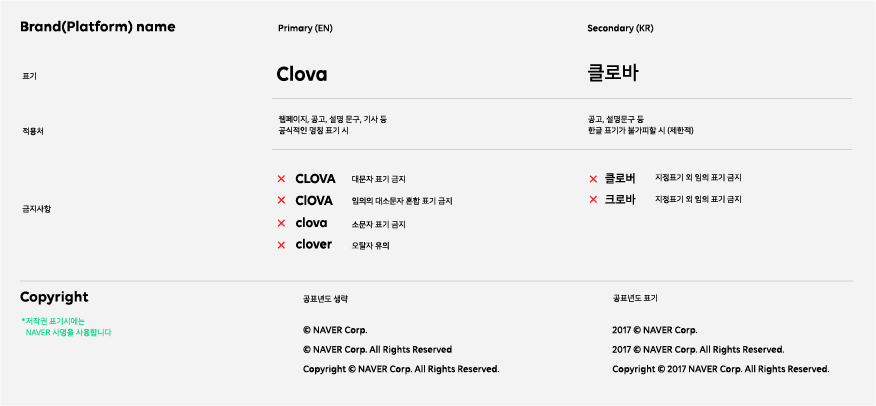 Brand(Platform) name
Primary (EN)
Secondary (KR)
표기
Clova
클로바
적용처
웹페이지, 공고, 설명 문구, 기사 등
공식적인 명칭 표기 시
공고, 설명문구 등
한글 표기가 불가피할 시 (제한적)
금지사항
× CLOVA 대문자 표기 금지
× ClOVA 임의의 대소문자 혼합 표기 금지
× clova 소문자 표기 금지
× clover 오탈자 유의
× 클로버 지정표기 외 임의 표기 금지
× 크로바 지정표기 외 임의 표기 금지
Copyright
*저작권 표기시에는
NAVER 사명을 사용합니다
공표년도 생략
© NAVER Corp.
© NAVER Corp. All Rights Reserved
Copyright © NAVER Corp. All Rights Reserved.
공표년도 표기
2017 © NAVER Corp.
2017 © NAVER Corp. All Rights Reserved.
Copyright © 2017 NAVER Corp. All Rights Reserved.